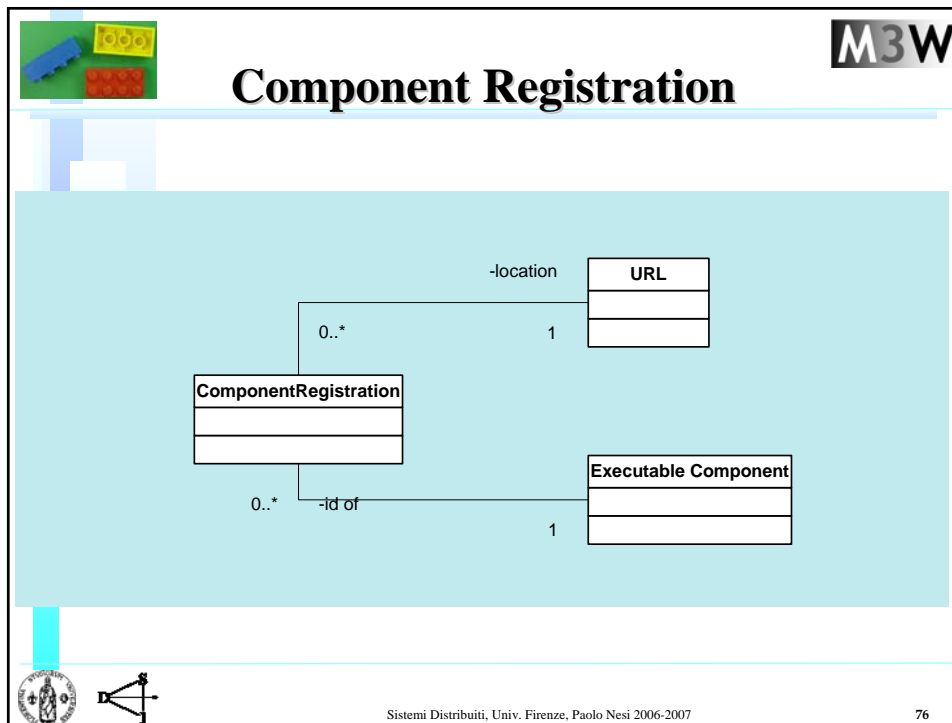 M3W
Component Registration
-location
URL
0..*
1
ComponentRegistration
Executable Component
0..*
-id of
1
D
S
I
Sistemi Distribuiti, Univ. Firenze, Paolo Nesi 2006-2007
76